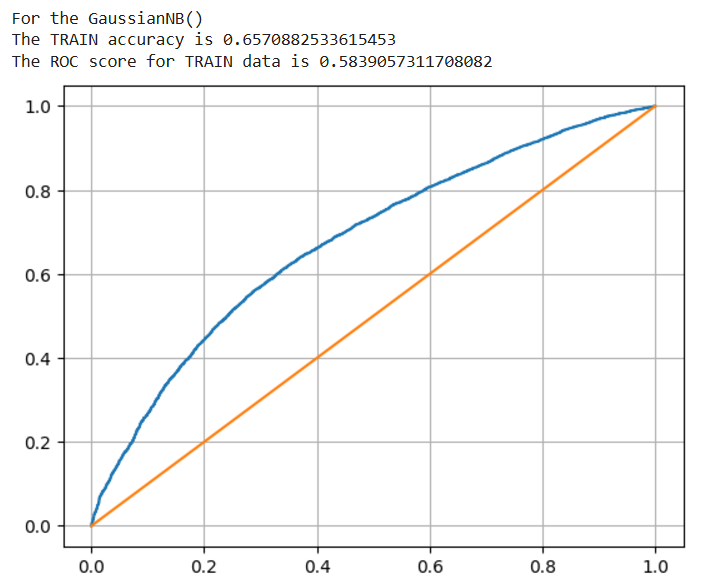 For the GaussianNB()
The TRAIN accuracy is 0.6570882533615453
The ROC score for TRAIN data is 0.5839057311708082
1.0
0.8
0.6
0.4
0.2
0.0
0.0 0.2 0.4 0.6 0.8 1.0